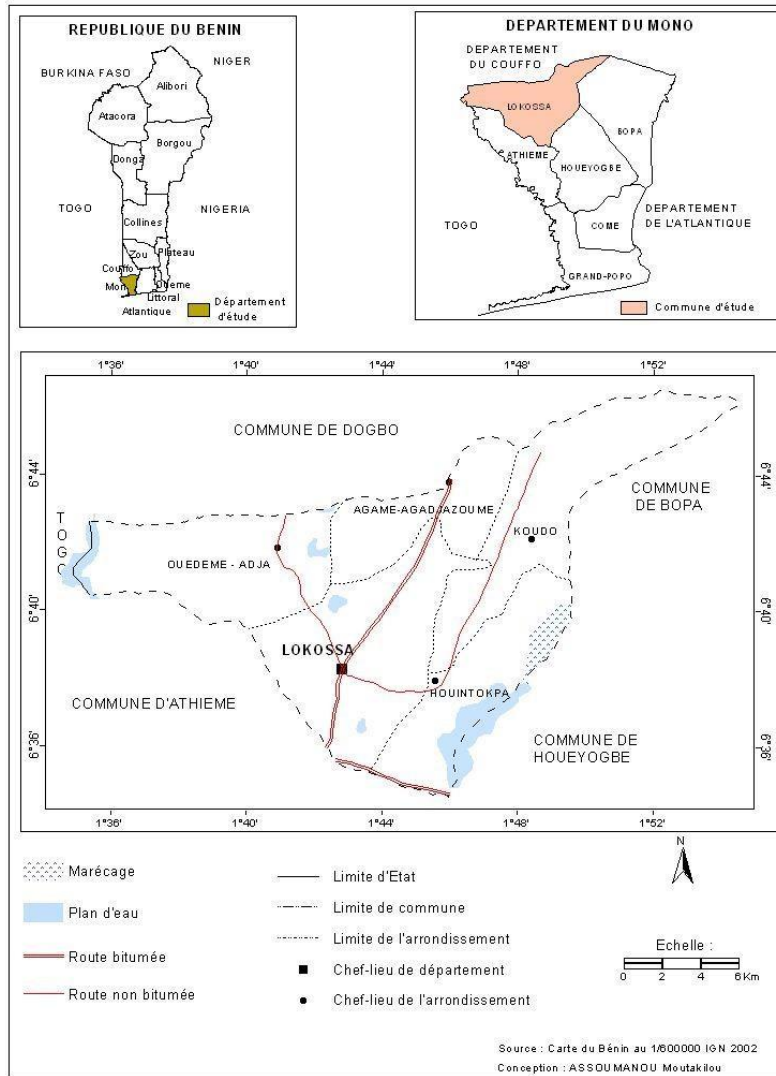 REPUBLIQUE DU BENIN
NIGER
BURKINA FASO
Alibori
Atacora
Borgou
Donga
TOGO
NIGERIA
Collines
Zou
Plateau
Couffo
Mono
Oueme
Littoral
Atlantique
Département
d'étude
DEPARTEMENT DU MONO
DEPARTEMENT
DU COUFFO
LOKOSSA
BOPA
ATHIEME
HOUEYOGBE
TOGO
COME
DEPARTEMENT
DE L'ATLANTIQUE
GRAND-POPO
Commune d'étude
1°36' 1°40' 1°44' 1°48' 1°52'
COMMUNE DE DOGBO
6°44' 6°44'
COMMUNE
DE BOPA
TOGO
AGAME-AGADJAZOUME
KOUDO
OUEDEME - ADJA
6°40' 6°40'
LOKOSSA
COMMUNE D'ATHIEME
HOUINTOKPA
COMMUNE DE
HOUEYOGBE
6°36' 6°36'
1°36' 1°40' 1°44' 1°48' 1°52'
Marécage
Plan d'eau
Route bitumée
Route non bitumée
Limite d'Etat
Limite de commune
Limite de l'arrondissement
Chef-lieu de département
Chef-lieu de l'arrondissement
N
Echelle :
0 2 4 6 Km
Source : Carte du Bénin au 1/600000 IGN 2002
Conception : ASSOUMANOU Moutakilou